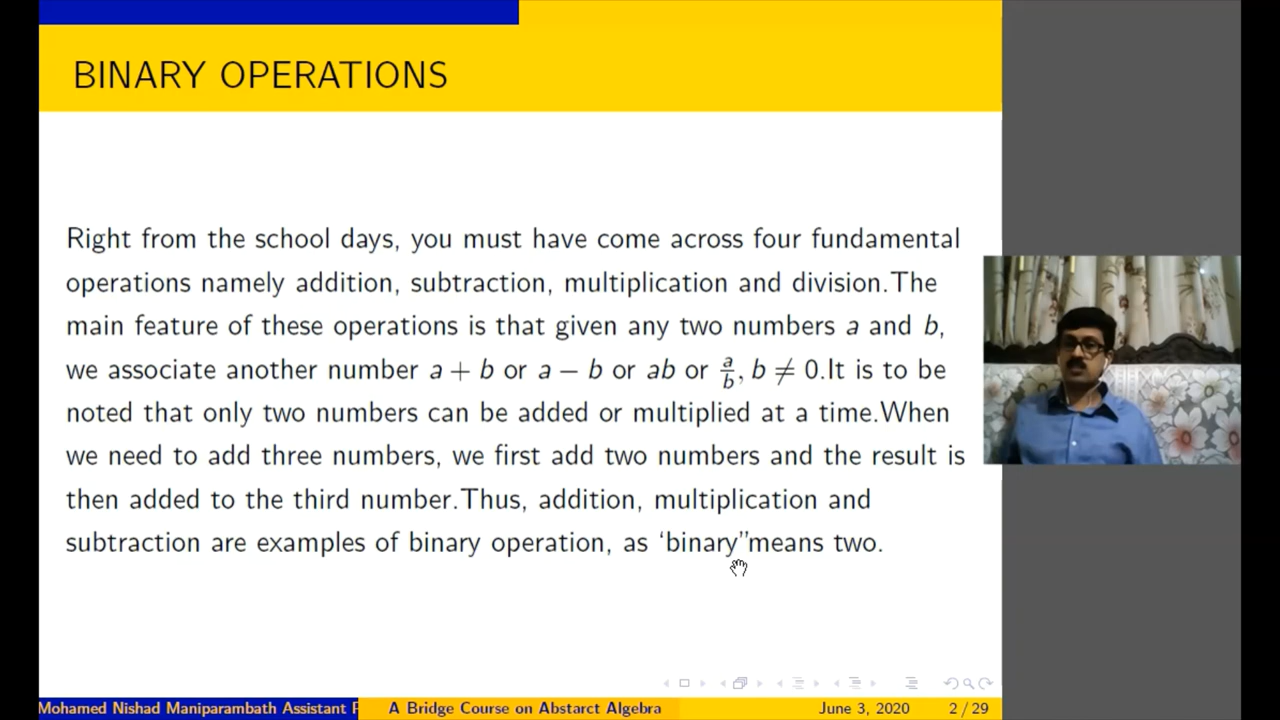 BINARY OPERATIONS
Right from the school days, you must have come across four fundamental
operations namely addition, subtraction, multiplication and division.The
main feature of these operations is that given any two numbers a and b,
we associate another number a + b or a − b or ab or a/b, b ≠ 0.It is to be
noted that only two numbers can be added or multiplied at a time.When
we need to add three numbers, we first add two numbers and the result is
then added to the third number.Thus, addition, multiplication and
subtraction are examples of binary operation, as ‘binary”means two.
Mohamed Nishad Maniparambath Assistant P A Bridge Course on Abstarct Algebra June 3, 2020 2 / 29